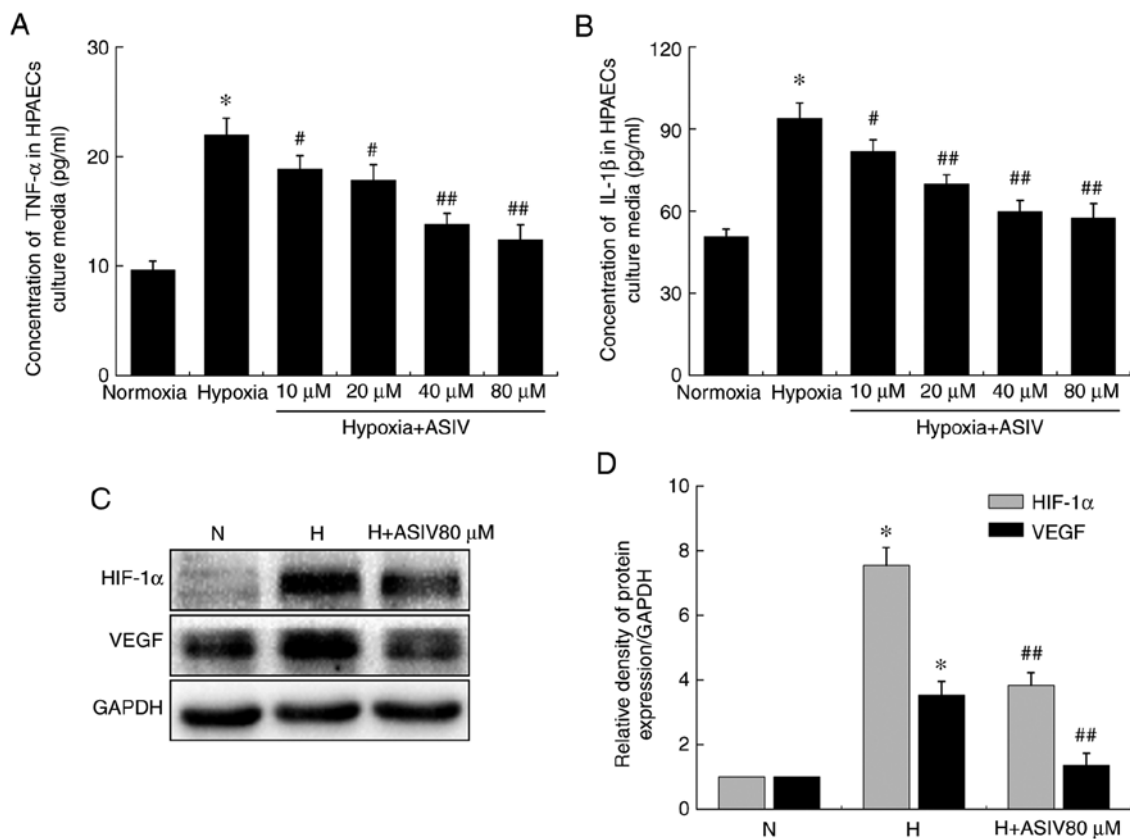 A
Concentration of TNF-α in HPAECs
culture media (pg/ml)
30
20
10
0
*
#
#
##
##
Normoxia Hypoxia 10 μM 20 μM 40 μM 80 μM
Hypoxia+ASIV
B
Concentration of IL-1β in HPAECs
culture media (pg/ml)
120
90
60
30
0
*
#
##
##
##
Normoxia Hypoxia 10 μM 20 μM 40 μM 80 μM
Hypoxia+ASIV
C
N H H+ASIV80 μM
HIF-1α
VEGF
GAPDH
D
Relative density of protein
expression/GAPDH
10
8
6
4
2
0
HIF-1α
VEGF
*
*
##
##
N H H+ASIV80 μM